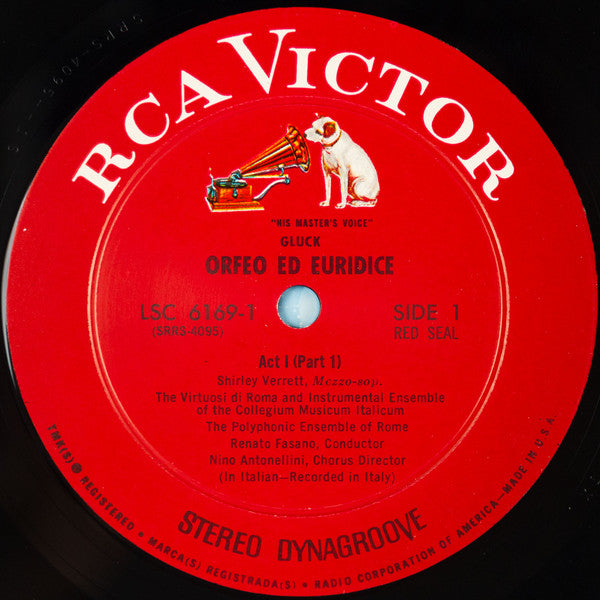 RCA VICTOR
"HIS MASTER'S VOICE"
GLUCK
ORFEO ED EURIDICE
LSC 6169-1
SIDE 1
(SRRS-4095)
RED SEAL
Act I (Part 1)
Shirley Verrett, Mezzo-sop.
The Virtuosi di Roma and Instrumental Ensemble
of the Collegium Musicum Italicum
The Polyphonic Ensemble of Rome
Renato Fasano, Conductor
Nino Antonellini, Chorus Director
(In Italian—Recorded in Italy)
STEREO DYNAGROOVE
TMK(S) ® REGISTERED • MARCA(S) REGISTRADA(S) • RADIO CORPORATION OF AMERICA—MADE IN U.S.A.